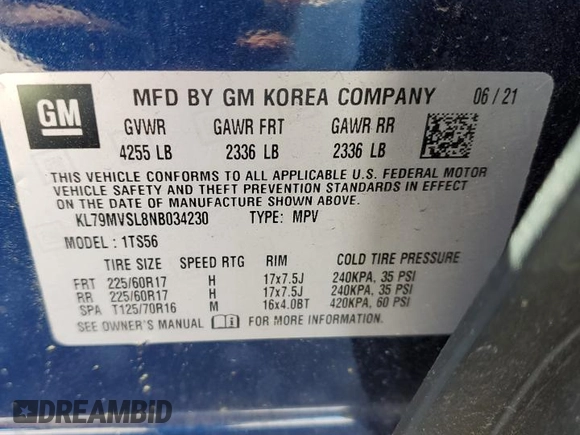 GM
MFD BY GM KOREA COMPANY 06/21
GVWR GAWR FRT GAWR RR
4255 LB 2336 LB 2336 LB
THIS VEHICLE CONFORMS TO ALL APPLICABLE U.S. FEDERAL MOTOR
VEHICLE SAFETY AND THEFT PREVENTION STANDARDS IN EFFECT
ON THE DATE OF MANUFACTURE SHOWN ABOVE.
KL79MVSL8NB034230 TYPE: MPV
MODEL: 1TS56
TIRE SIZE SPEED RTG RIM COLD TIRE PRESSURE
FRT 225/60R17 H 17x7.5J 240KPA, 35 PSI
RR 225/60R17 H 17x7.5J 240KPA, 35 PSI
SPA T125/70R16 M 16x4.0BT 420KPA, 60 PSI
SEE OWNER'S MANUAL FOR MORE INFORMATION.
DREAMBID